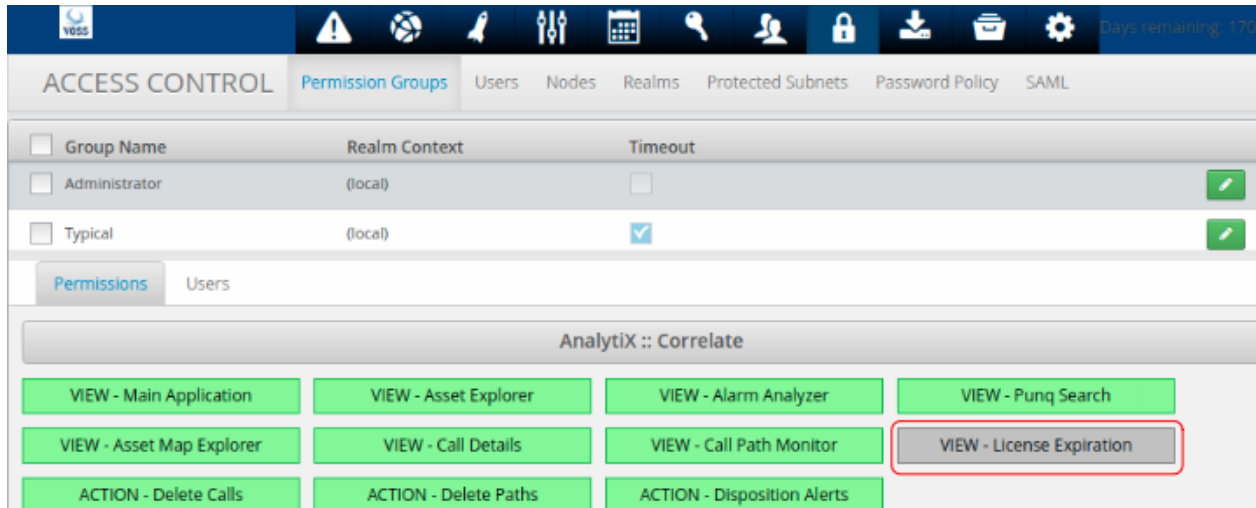 VOSS
Days remaining: 170
ACCESS CONTROL Permission Groups Users Nodes Realms Protected Subnets Password Policy SAML
Group Name Realm Context Timeout
Administrator (local)
Typical (local)
Permissions Users
AnalytiX :: Correlate
VIEW - Main Application VIEW - Asset Explorer VIEW - Alarm Analyzer VIEW - Punq Search
VIEW - Asset Map Explorer VIEW - Call Details VIEW - Call Path Monitor VIEW - License Expiration
ACTION - Delete Calls ACTION - Delete Paths ACTION - Disposition Alerts